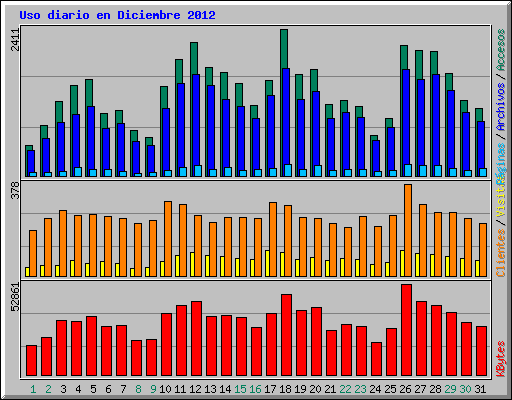 Uso diario en Diciembre 2012
2411
378
52861
Accesos / Archivos / Páginas
Clientes / Visitas
KBytes
1 2 3 4 5 6 7 8 9 10 11 12 13 14 15 16 17 18 19 20 21 22 23 24 25 26 27 28 29 30 31